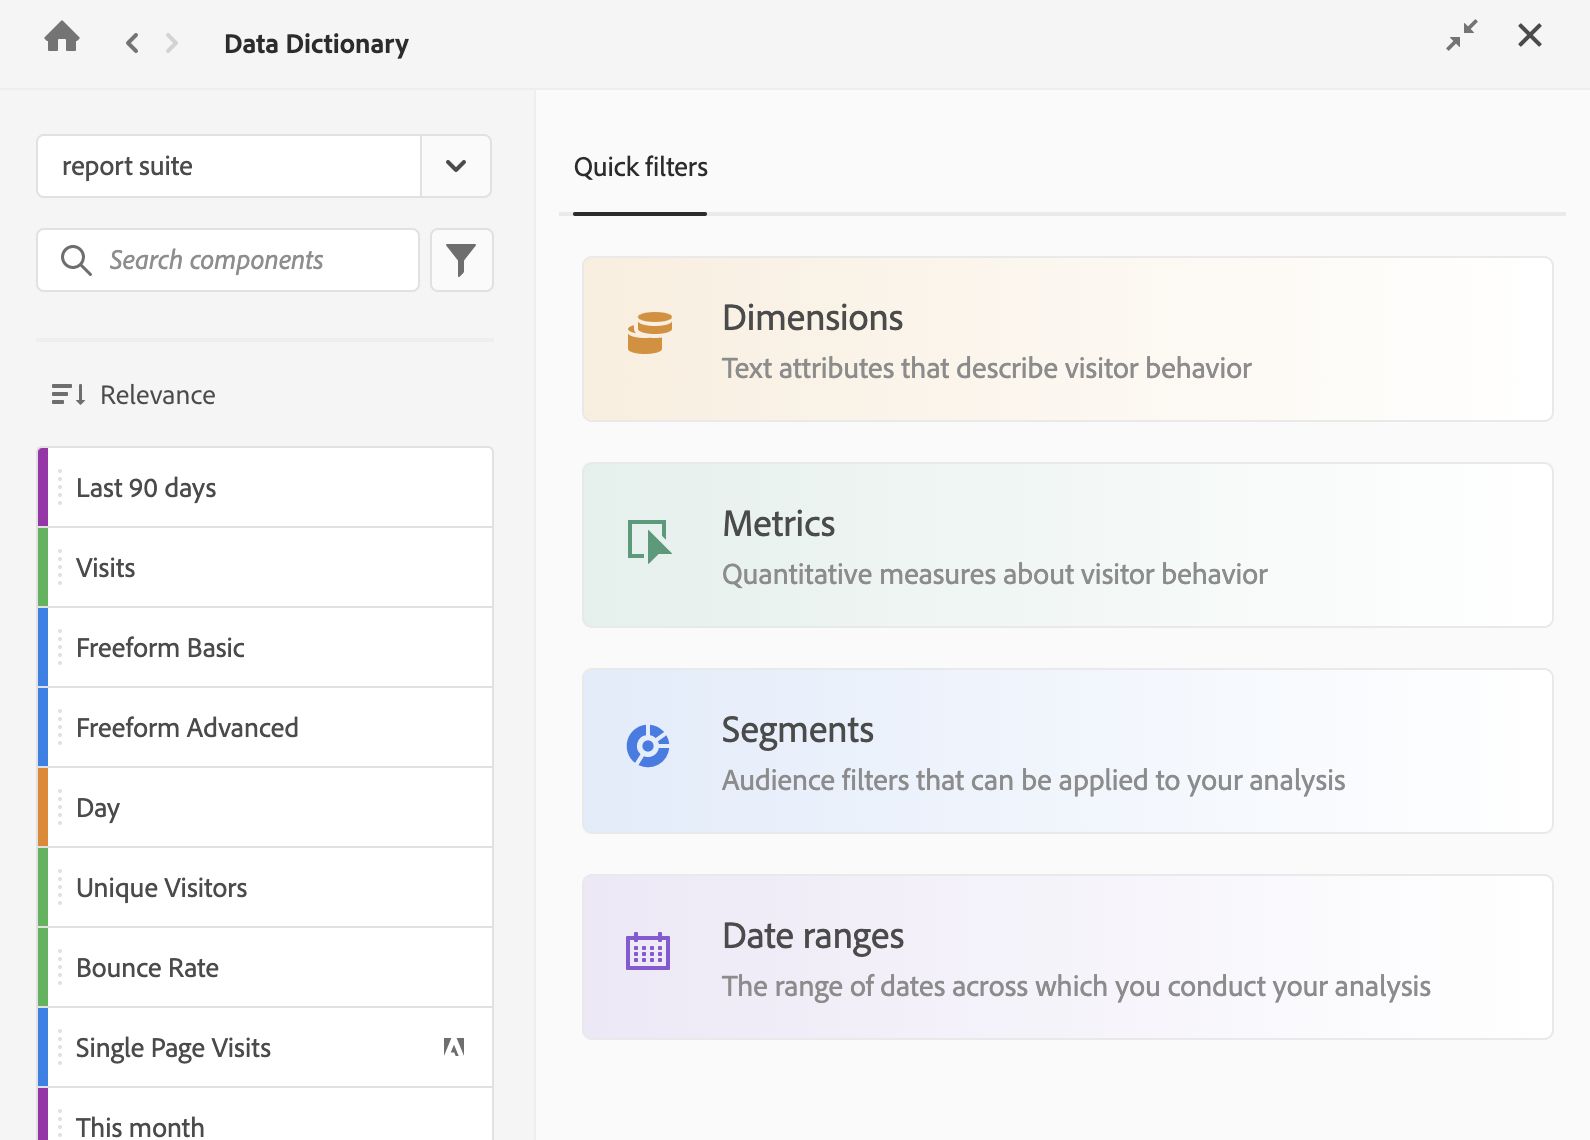 Data Dictionary
report suite
Search components
Relevance
Last 90 days
Visits
Freeform Basic
Freeform Advanced
Day
Unique Visitors
Bounce Rate
Single Page Visits
This month
Quick filters
Dimensions
Text attributes that describe visitor behavior
Metrics
Quantitative measures about visitor behavior
Segments
Audience filters that can be applied to your analysis
Date ranges
The range of dates across which you conduct your analysis